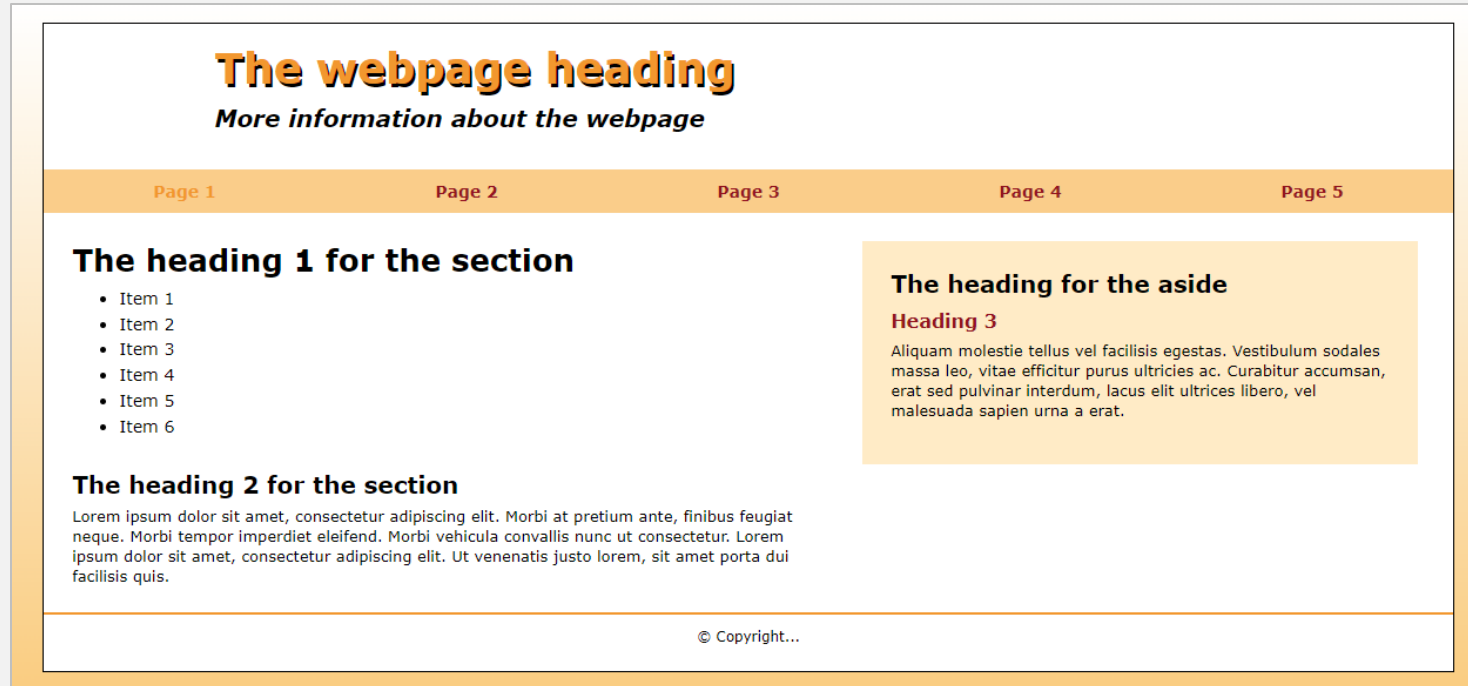 The webpage heading
More information about the webpage
Page 1 Page 2 Page 3 Page 4 Page 5
The heading 1 for the section
• Item 1
• Item 2
• Item 3
• Item 4
• Item 5
• Item 6
The heading 2 for the section
Lorem ipsum dolor sit amet, consectetur adipiscing elit. Morbi at pretium ante, finibus feugiat
neque. Morbi tempor imperdiet eleifend. Morbi vehicula convallis nunc ut consectetur. Lorem
ipsum dolor sit amet, consectetur adipiscing elit. Ut venenatis justo lorem, sit amet porta dui
facilisis quis.
The heading for the aside
Heading 3
Aliquam molestie tellus vel facilisis egestas. Vestibulum sodales
massa leo, vitae efficitur purus ultricies ac. Curabitur accumsan,
erat sed pulvinar interdum, lacus elit ultrices libero, vel
malesuada sapien urna a erat.
© Copyright...